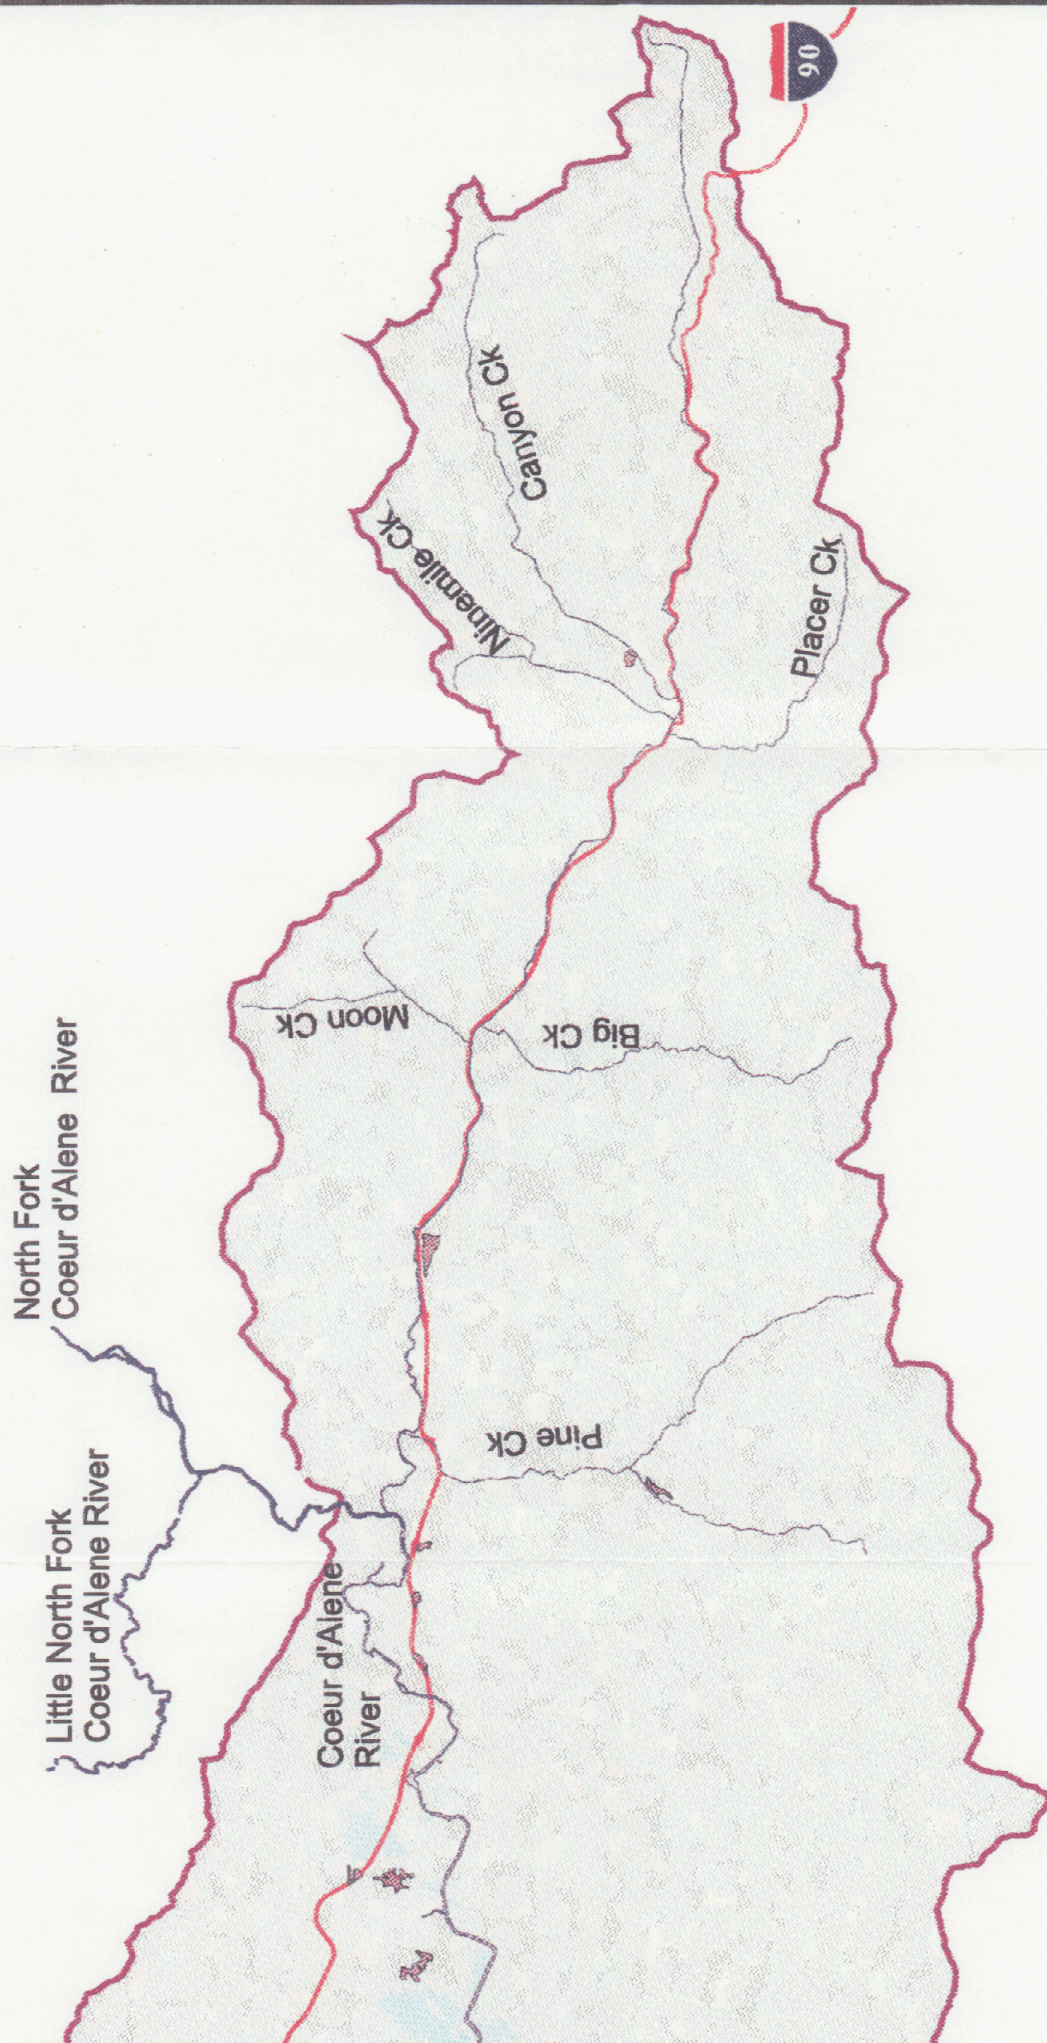 90
Canyon Ck
Ninemile Ck
Placer Ck
Moon Ck
Big Ck
North Fork
Coeur d'Alene River
Pine Ck
Little North Fork
Coeur d'Alene River
Coeur d'Alene
River